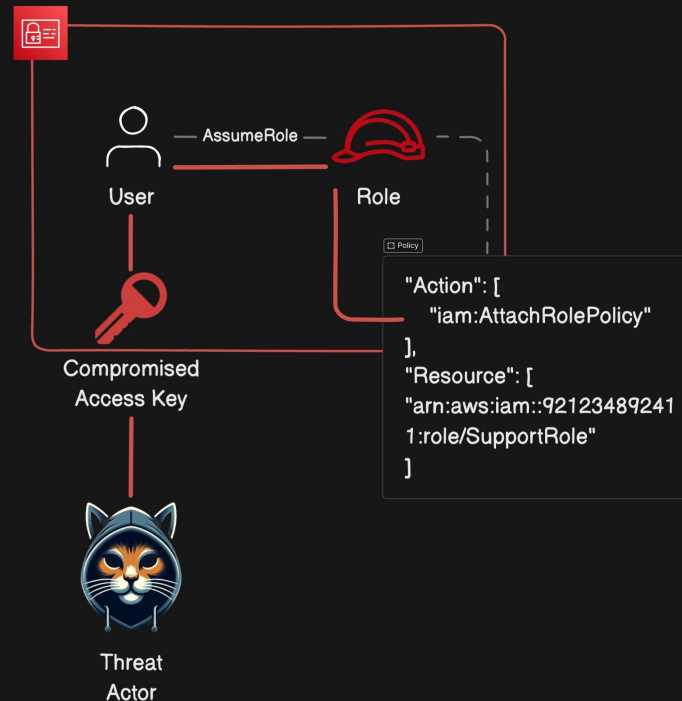 AssumeRole
User
Role
Policy
"Action": [
"iam:AttachRolePolicy"
],
"Resource": [
"arn:aws:iam::92123489241
1:role/SupportRole"
]
Compromised
Access Key
Threat
Actor